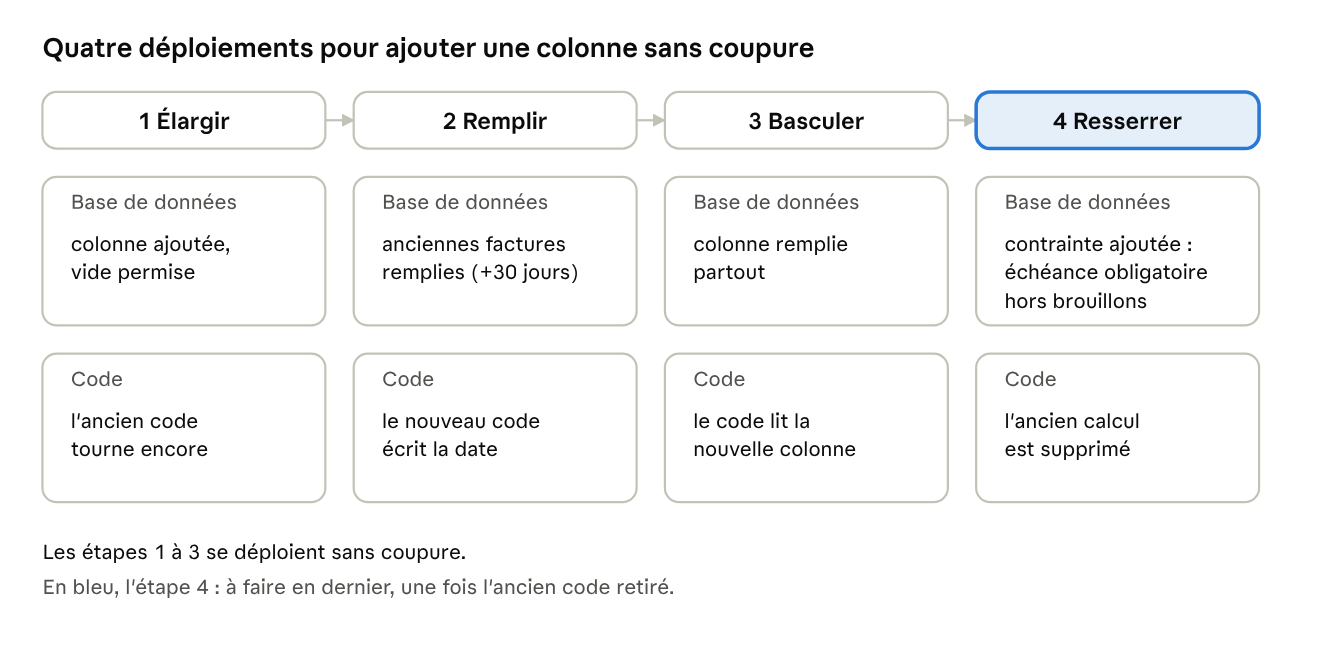 Quatre déploiements pour ajouter une colonne sans coupure
1 Élargir
2 Remplir
3 Basculer
4 Resserrer
Base de données
colonne ajoutée,
vide permise
Base de données
anciennes factures
remplies (+30 jours)
Base de données
colonne remplie
partout
Base de données
contrainte ajoutée :
échéance obligatoire
hors brouillons
Code
l'ancien code
tourne encore
Code
le nouveau code
écrit la date
Code
le code lit la
nouvelle colonne
Code
l'ancien calcul
est supprimé
Les étapes 1 à 3 se déploient sans coupure.
En bleu, l'étape 4 : à faire en dernier, une fois l'ancien code retiré.